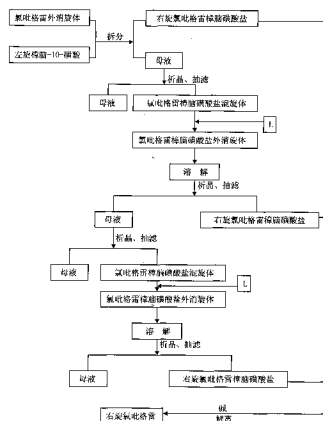 氯吡格雷外消旋体
右旋氯吡格雷樟脑磺酸盐
拆分
左旋樟脑-10-磺酸
母液
析晶、抽滤
母液
氯吡格雷樟脑磺酸盐混旋体
L
氯吡格雷樟脑磺酸盐外消旋体
溶 解
析晶、抽滤
母液
右旋氯吡格雷樟脑磺酸盐
析晶、抽滤
母液
氯吡格雷樟脑磺酸盐混旋体
L
氯吡格雷樟脑磺酸盐外消旋体
溶 解
析晶、抽滤
母液
右旋氯吡格雷樟脑磺酸盐
碱
右旋氯吡格雷
解离